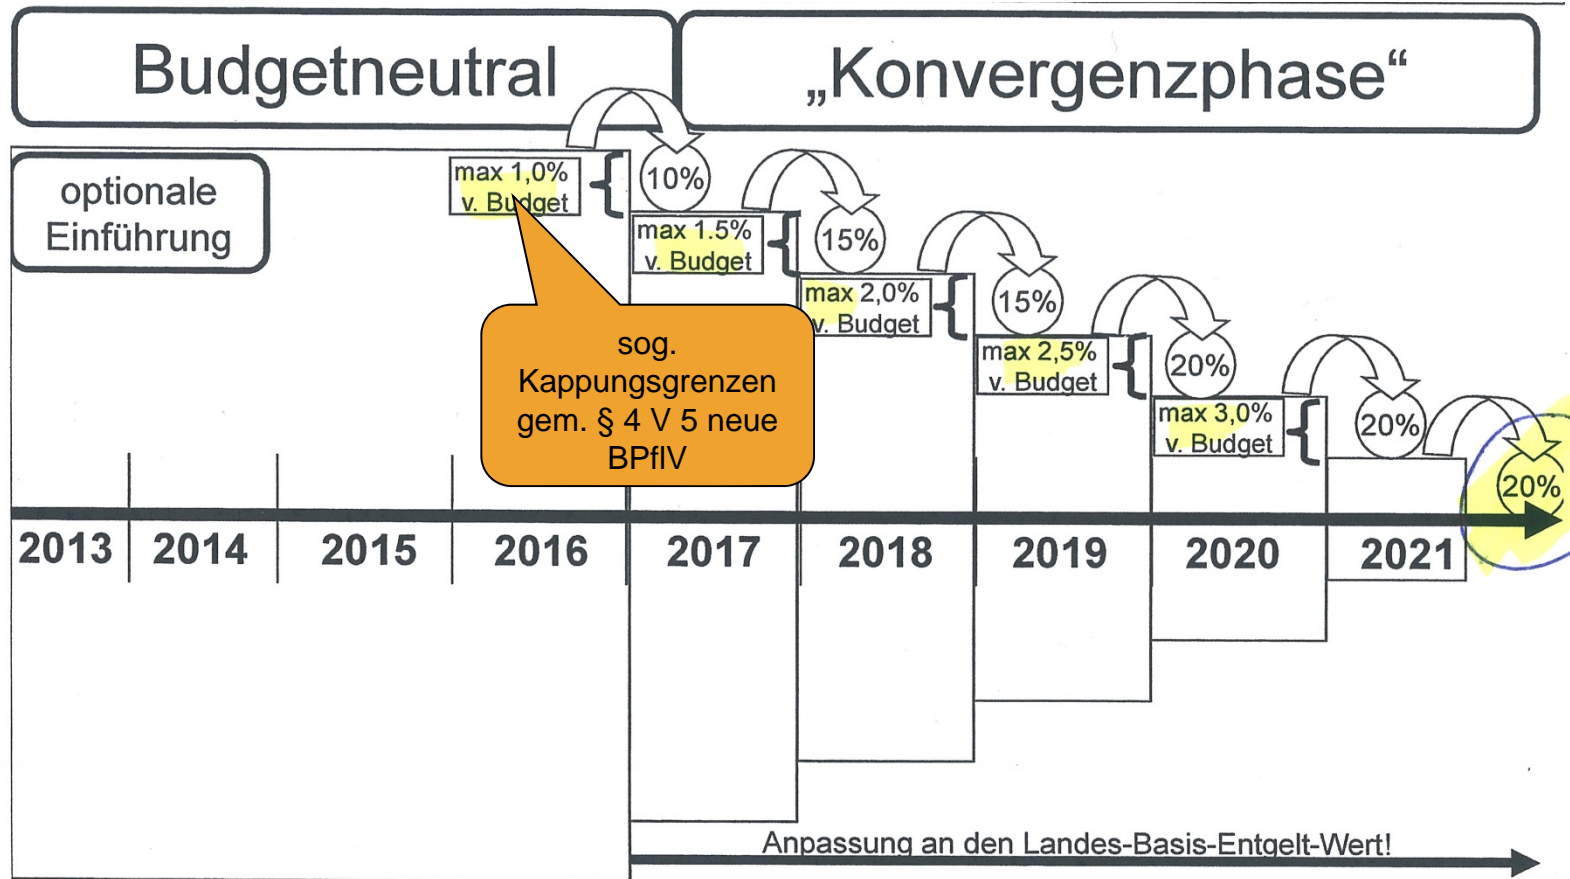 Budgetneutral
„Konvergenzphase“
optionale
Einführung
max 1,0%
v. Budget
10%
max 1.5%
v. Budget
15%
max 2,0%
v. Budget
15%
max 2,5%
v. Budget
20%
max 3,0%
v. Budget
20%
20%
sog.
Kappungsgrenzen
gem. § 4 V 5 neue
BPflV
2013 2014 2015 2016 2017 2018 2019 2020 2021
Anpassung an den Landes-Basis-Entgelt-Wert!